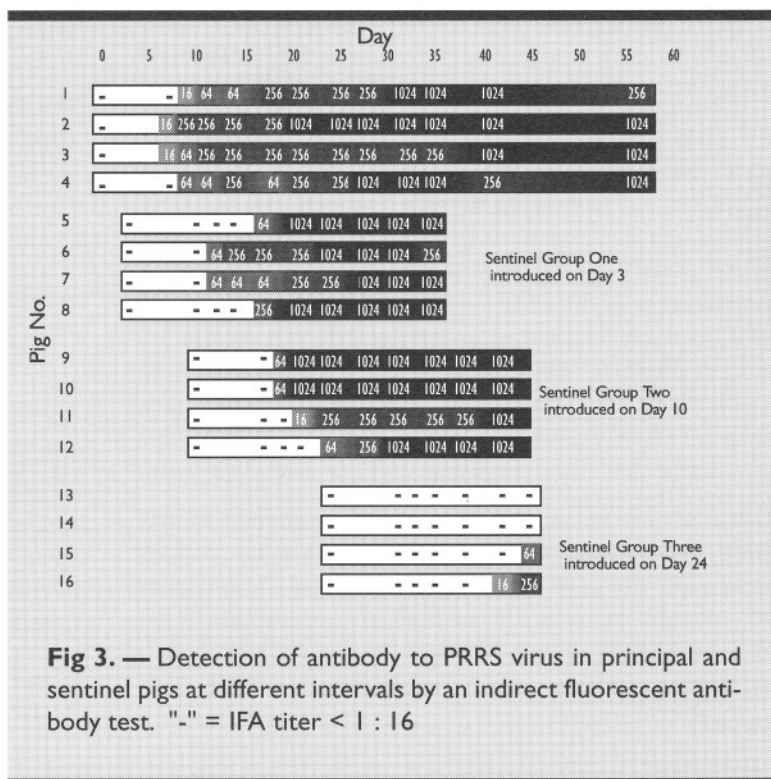 Day
0 5 10 15 20 25 30 35 40 45 50 55 60
Pig No.
1 - - 16 64 64 256 256 256 256 1024 1024 1024 256
2 - 16 256 256 256 256 1024 1024 1024 1024 1024 1024 1024
3 - 16 64 256 256 256 256 256 256 256 256 1024 1024
4 - - 64 64 256 64 256 256 1024 1024 1024 256 1024
5 - - - - 64 1024 1024 1024 1024 1024
6 - - 64 256 256 256 1024 1024 1024 256
Sentinel Group One
introduced on Day 3
7 - - 64 64 64 256 256 1024 1024 1024
8 - - - - 256 1024 1024 1024 1024 1024
9 - - 64 1024 1024 1024 1024 1024 1024 1024
10 - - 64 1024 1024 1024 1024 1024 1024 1024
Sentinel Group Two
introduced on Day 10
11 - - - 16 256 256 256 256 256 1024
12 - - - - 64 256 1024 1024 1024 1024
13 - - - - - - -
14 - - - - - - -
15 - - - - - - 64
Sentinel Group Three
introduced on Day 24
16 - - - - - 16 256
Fig 3. — Detection of antibody to PRRS virus in principal and
sentinel pigs at different intervals by an indirect fluorescent anti-
body test. "-" = IFA titer < 1 : 16